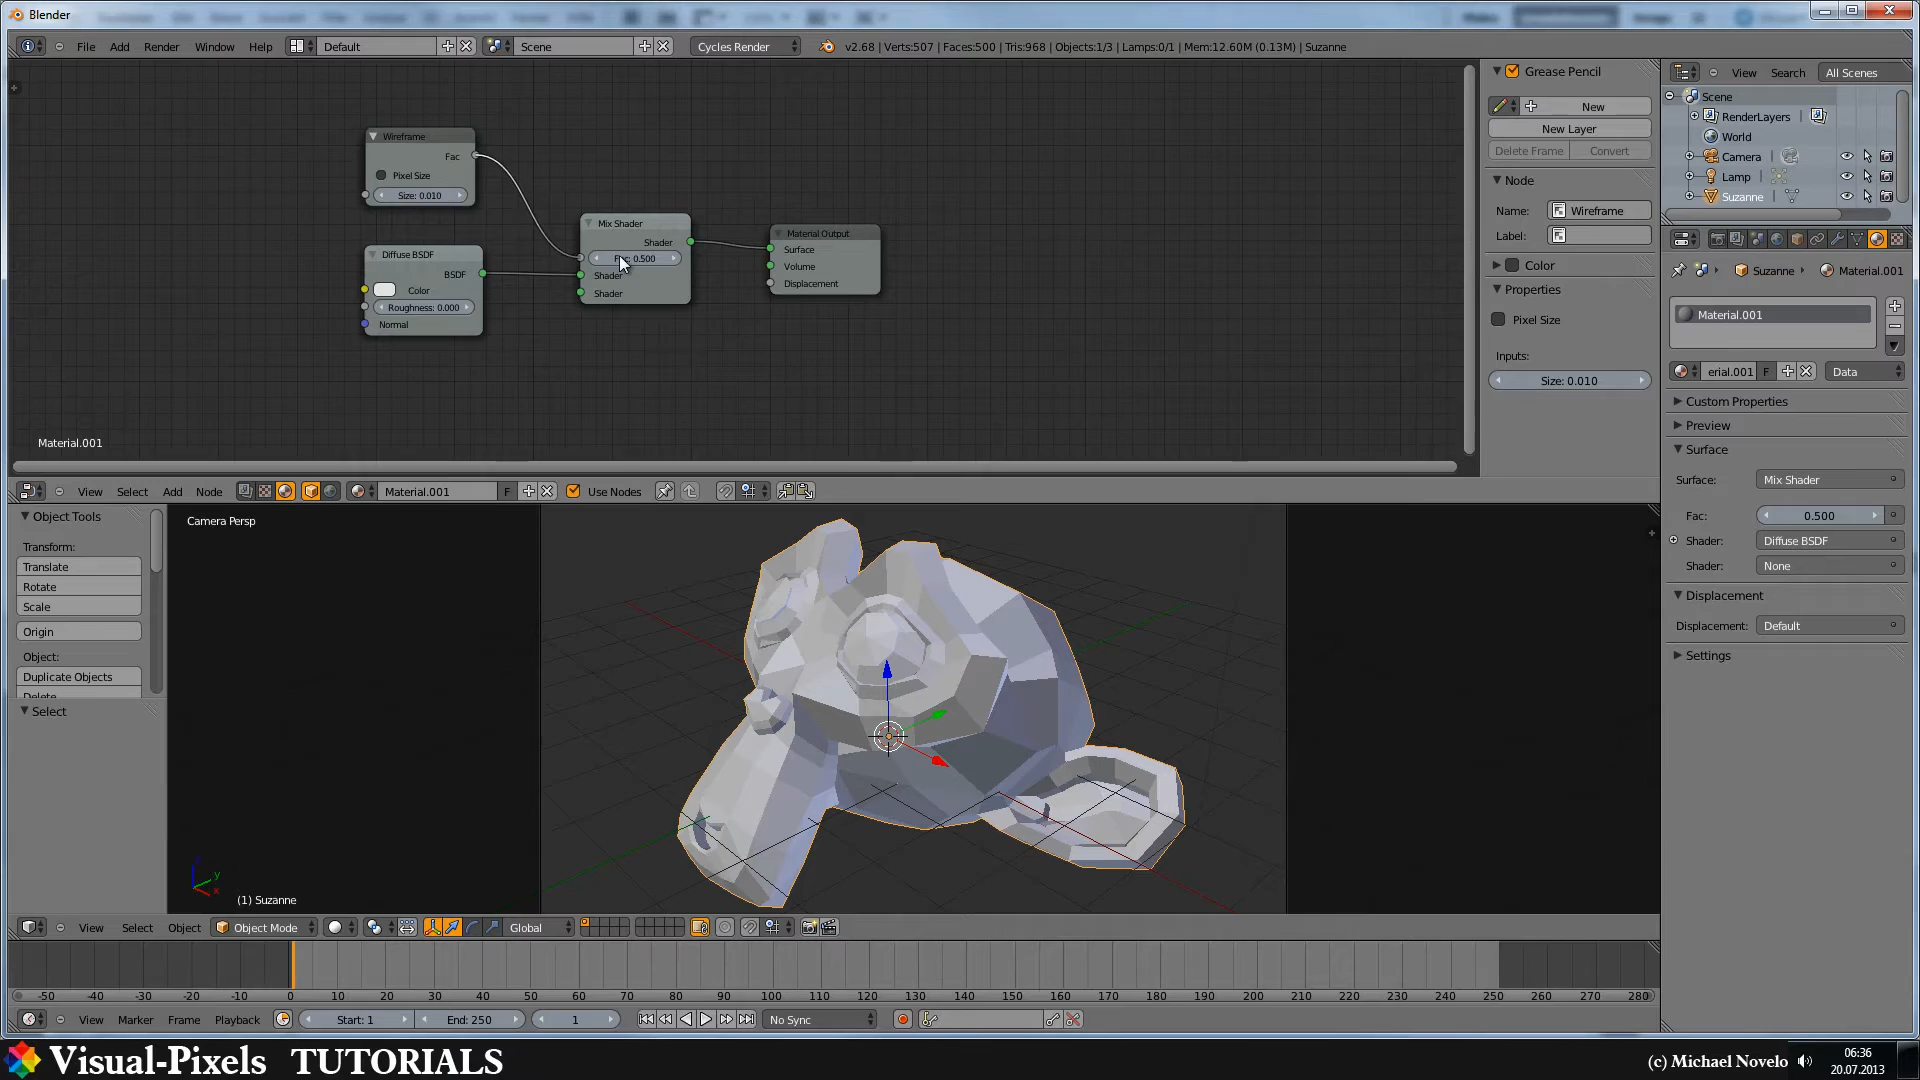 Blender
File Add Render Window Help Default Scene Cycles Render v2.68 | Verts:507 | Faces:500 | Tris:968 | Objects:1/3 | Lamps:0/1 | Mem:12.60M (0.13M) | Suzanne
Wireframe
Fac
Pixel Size
Size: 0.010
Diffuse BSDF
BSDF
Color
Roughness: 0.000
Normal
Mix Shader
Shader
0.500
Shader
Shader
Material Output
Surface
Volume
Displacement
Material.001
Grease Pencil
New
New Layer
Delete Frame Convert
Node
Name: Wireframe
Label:
Color
Properties
Pixel Size
Inputs:
Size: 0.010
View Search All Scenes
Scene
RenderLayers
World
Camera
Lamp
Suzanne
Suzanne Material.001
Material.001
erial.001 F Data
Custom Properties
Preview
Surface
Surface: Mix Shader
Fac: 0.500
Shader: Diffuse BSDF
Shader: None
Displacement
Displacement: Default
Settings
View Select Add Node Material.001 F Use Nodes
Object Tools
Transform:
Translate
Rotate
Scale
Origin
Object:
Duplicate Objects
Delete
Select
Camera Persp
z
y
x
(1) Suzanne
View Select Object Object Mode Global
-50 -40 -30 -20 -10 0 10 20 30 40 50 60 70 80 90 100 110 120 130 140 150 160 170 180 190 200 210 220 230 240 250 260 270 280
View Marker Frame Playback Start: 1 End: 250 1 No Sync
Visual-Pixels TUTORIALS
(c) Michael Novelo
06:36
20.07.2013